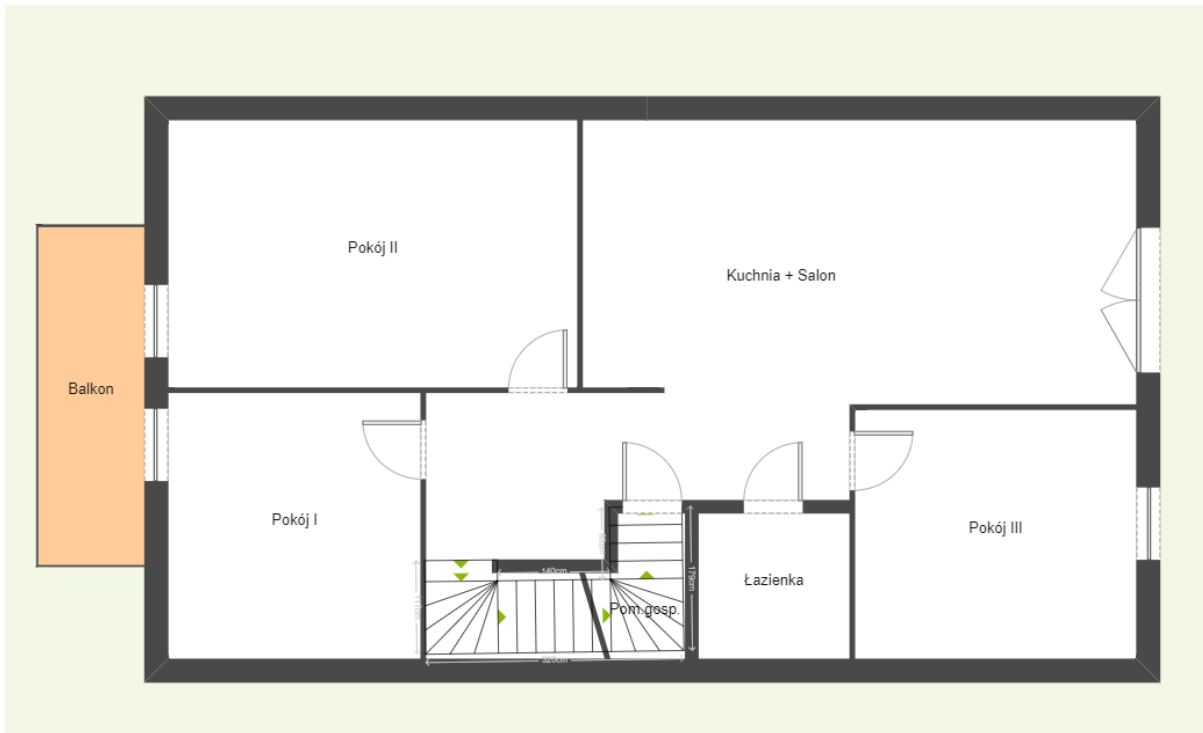 Pokój II
Kuchnia + Salon
Balkon
Pokój I
Pokój III
140cm
179cm
Łazienka
Pom.gosp.
320cm